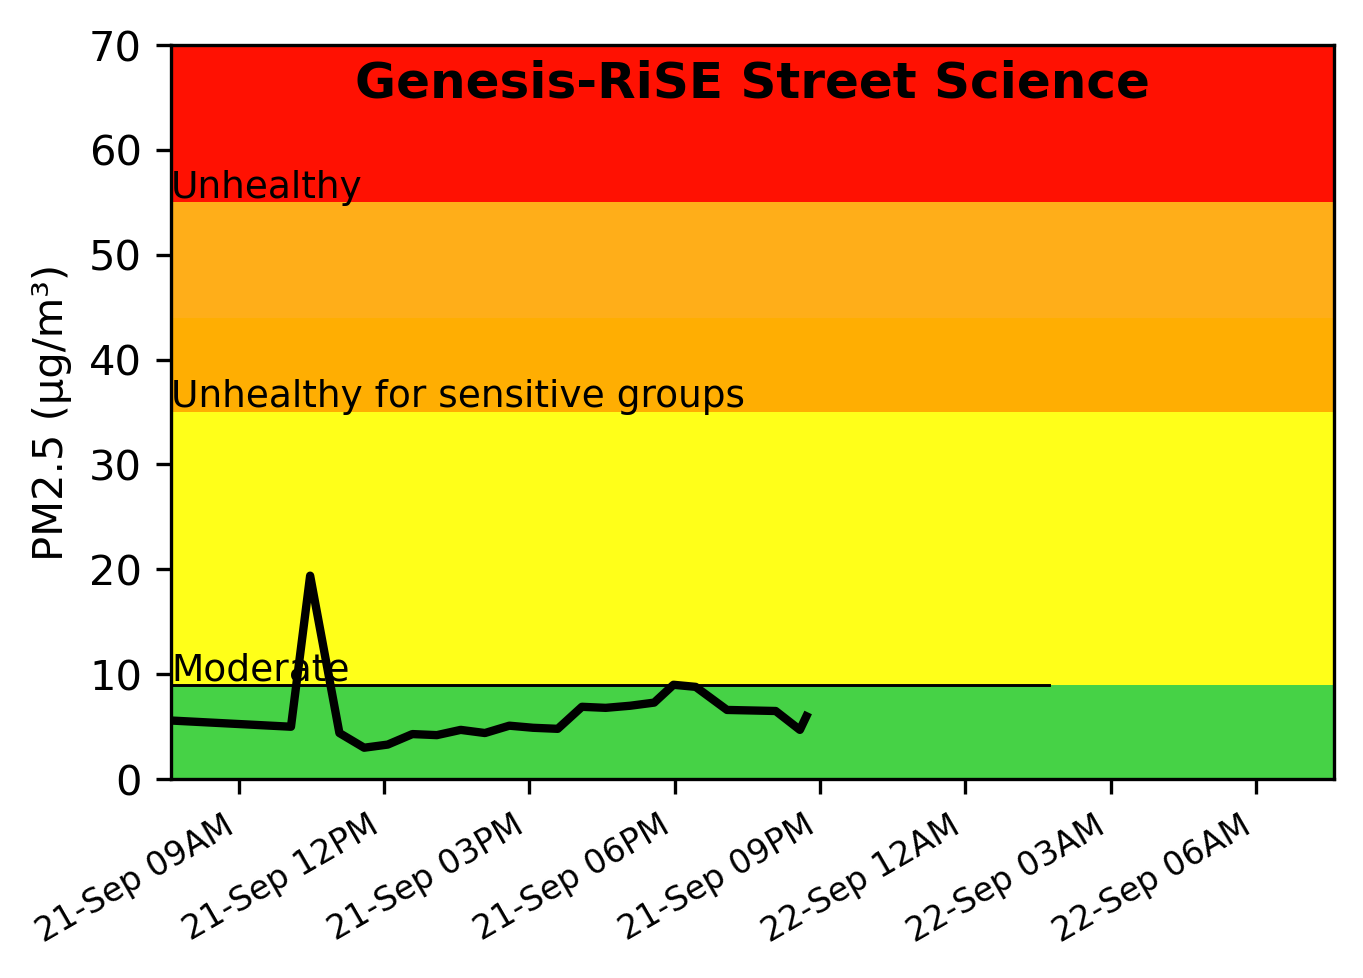 Genesis-RiSE Street Science
70
60
Unhealthy
50
40
Unhealthy for sensitive groups
30
20
Moderate
10
0
PM2.5 (µg/m³)
21-Sep 09AM
21-Sep 12PM
21-Sep 03PM
21-Sep 06PM
21-Sep 09PM
22-Sep 12AM
22-Sep 03AM
22-Sep 06AM